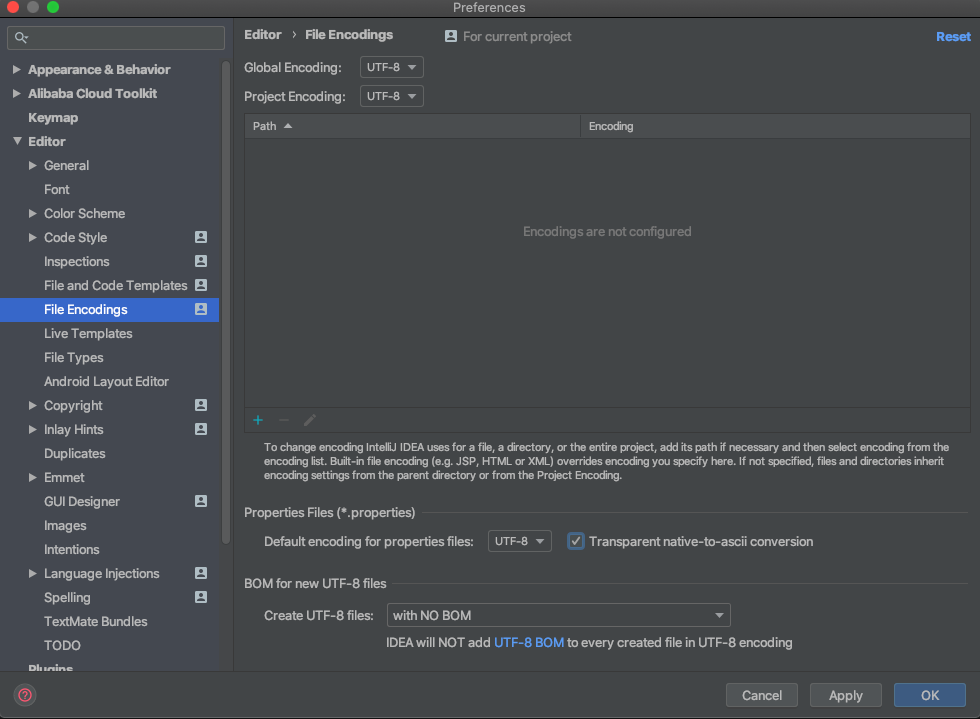 Preferences
Appearance & Behavior
Alibaba Cloud Toolkit
Keymap
Editor
General
Font
Color Scheme
Code Style
Inspections
File and Code Templates
File Encodings
Live Templates
File Types
Android Layout Editor
Copyright
Inlay Hints
Duplicates
Emmet
GUI Designer
Images
Intentions
Language Injections
Spelling
TextMate Bundles
TODO
Plugins
Editor › File Encodings
For current project
Reset
Global Encoding: UTF-8
Project Encoding: UTF-8
Path Encoding
Encodings are not configured
To change encoding IntelliJ IDEA uses for a file, a directory, or the entire project, add its path if necessary and then select encoding from the
encoding list. Built-in file encoding (e.g. JSP, HTML or XML) overrides encoding you specify here. If not specified, files and directories inherit
encoding settings from the parent directory or from the Project Encoding.
Properties Files (*.properties)
Default encoding for properties files: UTF-8 Transparent native-to-ascii conversion
BOM for new UTF-8 files
Create UTF-8 files: with NO BOM
IDEA will NOT add UTF-8 BOM to every created file in UTF-8 encoding
?
Cancel
Apply
OK